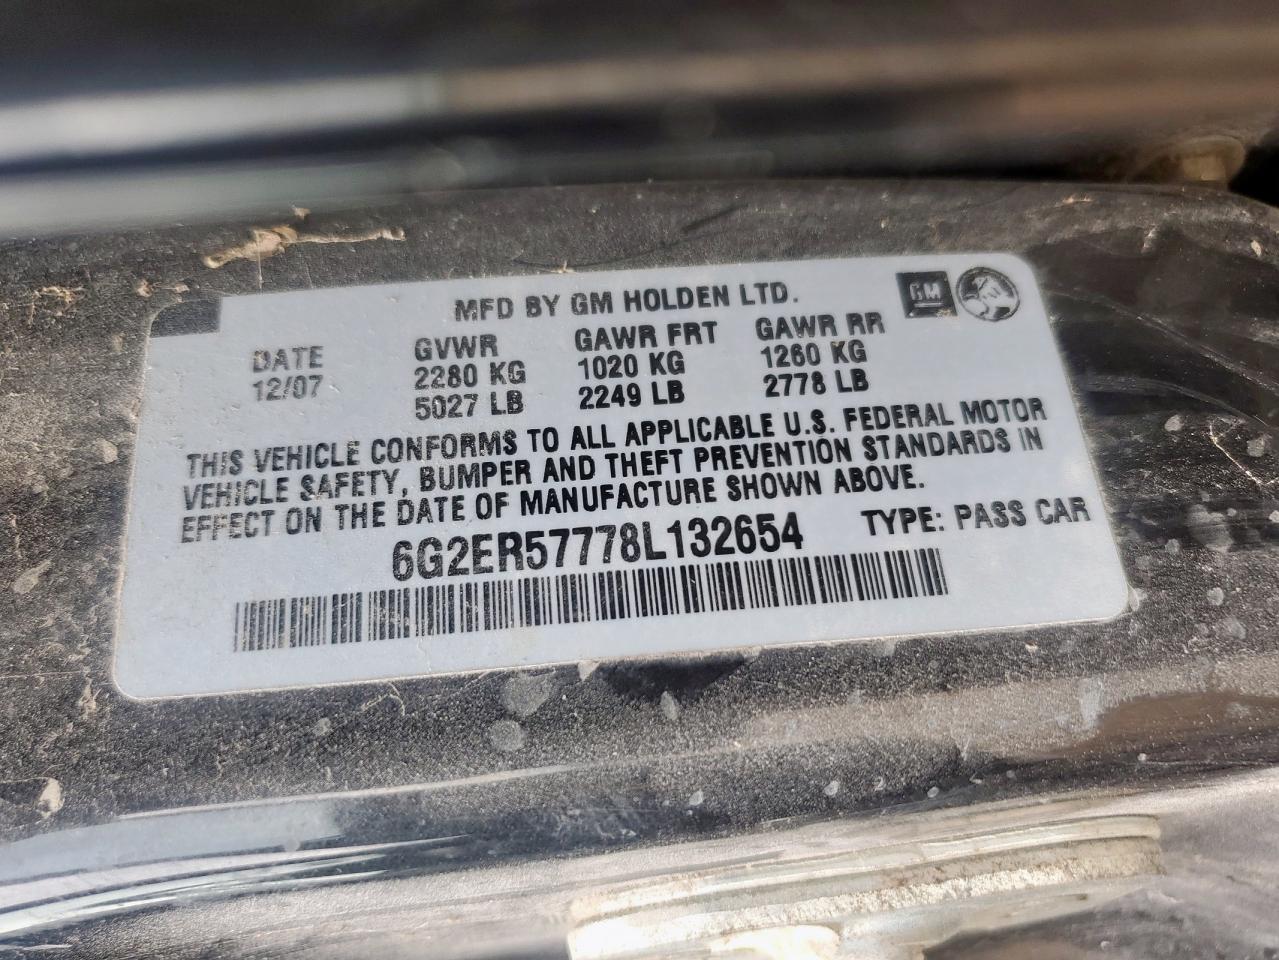 MFD BY GM HOLDEN LTD.
GM
DATE GVWR GAWR FRT GAWR RR
12/07 2280 KG 1020 KG 1260 KG
5027 LB 2249 LB 2778 LB
THIS VEHICLE CONFORMS TO ALL APPLICABLE U.S. FEDERAL MOTOR
VEHICLE SAFETY, BUMPER AND THEFT PREVENTION STANDARDS IN
EFFECT ON THE DATE OF MANUFACTURE SHOWN ABOVE.
6G2ER57778L132654 TYPE: PASS CAR